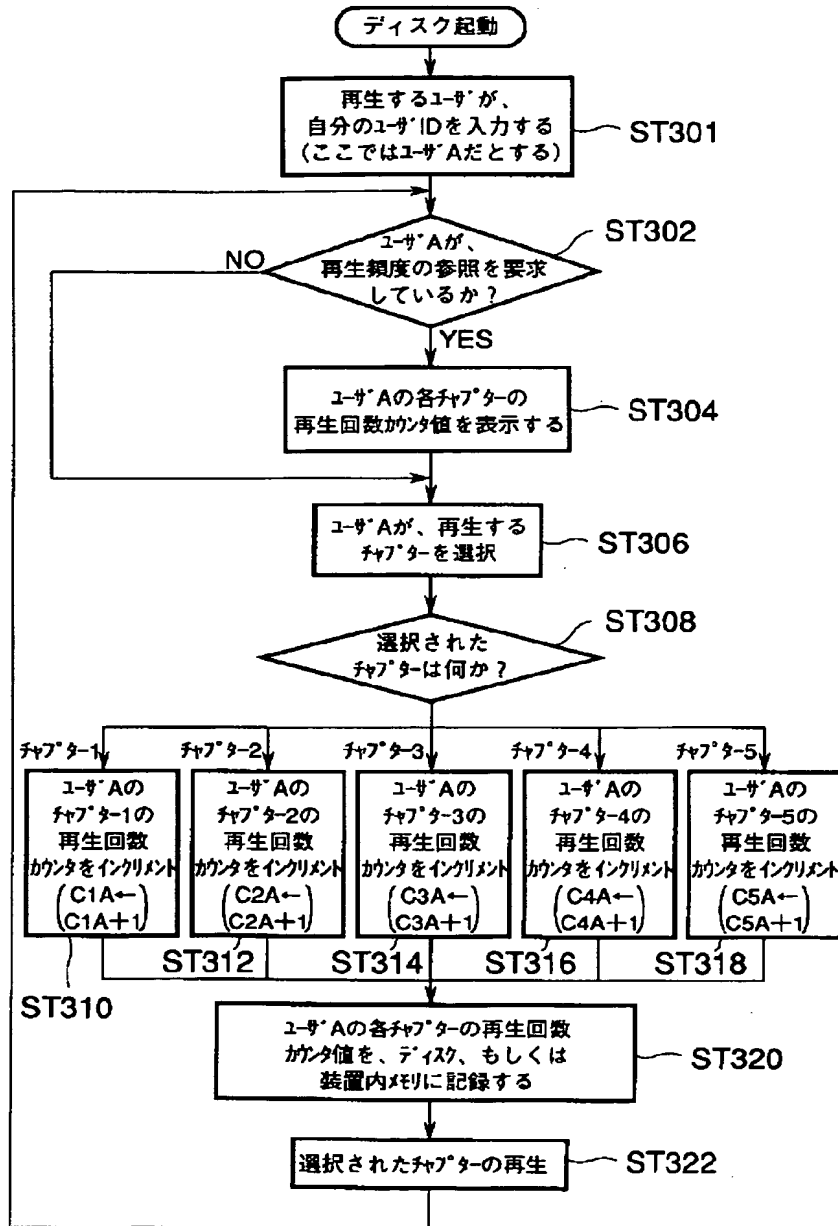 ディスク起動
再生するﾕｰｻﾞが、
自分のﾕｰｻﾞIDを入力する
(ここではﾕｰｻﾞAだとする)
ST301
ST302
ﾕｰｻﾞAが、
再生頻度の参照を要求
しているか?
NO
YES
ﾕｰｻﾞAの各ﾁｬﾌﾟﾀｰの
再生回数ｶｳﾝﾀ値を表示する
ST304
ﾕｰｻﾞAが、再生する
ﾁｬﾌﾟﾀｰを選択
ST306
ST308
選択された
ﾁｬﾌﾟﾀｰは何か?
ﾁｬﾌﾟﾀｰ1
ﾕｰｻﾞAの
ﾁｬﾌﾟﾀｰ1の
再生回数
ｶｳﾝﾀをｲﾝｸﾘﾒﾝﾄ
(C1A←
C1A+1)
ST310
ﾁｬﾌﾟﾀｰ2
ﾕｰｻﾞAの
ﾁｬﾌﾟﾀｰ2の
再生回数
ｶｳﾝﾀをｲﾝｸﾘﾒﾝﾄ
(C2A←
C2A+1)
ST312
ﾁｬﾌﾟﾀｰ3
ﾕｰｻﾞAの
ﾁｬﾌﾟﾀｰ3の
再生回数
ｶｳﾝﾀをｲﾝｸﾘﾒﾝﾄ
(C3A←
C3A+1)
ST314
ﾁｬﾌﾟﾀｰ4
ﾕｰｻﾞAの
ﾁｬﾌﾟﾀｰ4の
再生回数
ｶｳﾝﾀをｲﾝｸﾘﾒﾝﾄ
(C4A←
C4A+1)
ST316
ﾁｬﾌﾟﾀｰ5
ﾕｰｻﾞAの
ﾁｬﾌﾟﾀｰ5の
再生回数
ｶｳﾝﾀをｲﾝｸﾘﾒﾝﾄ
(C5A←
C5A+1)
ST318
ﾕｰｻﾞAの各ﾁｬﾌﾟﾀｰの再生回数
ｶｳﾝﾀ値を、ﾃﾞｨｽｸ、もしくは
装置内ﾒﾓﾘに記録する
ST320
選択されたﾁｬﾌﾟﾀｰの再生
ST322